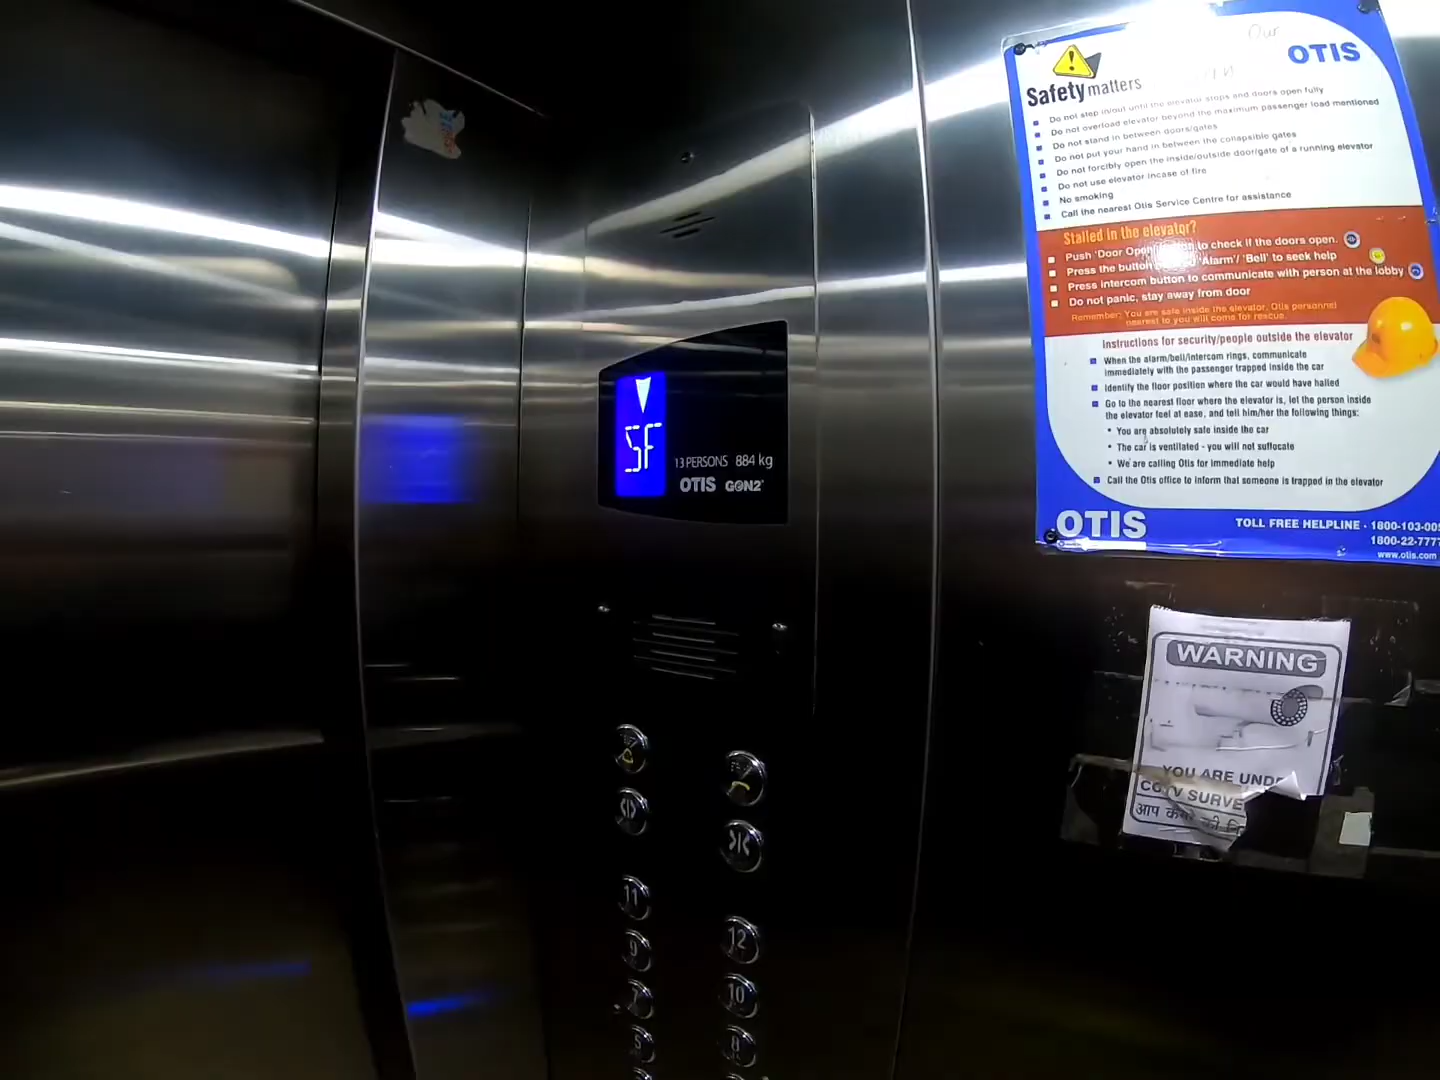 Our
OTIS
Safety matters
Do not step in/out until the elevator stops and doors open fully
Do not overload elevator beyond the maximum passenger load mentioned
Do not stand in between doors/gates
Do not put your hand in between the collapsible gates
Do not forcibly open the inside/outside door/gate of a running elevator
Do not use elevator incase of fire
No smoking
Call the nearest Otis Service Centre for assistance
Stalled in the elevator?
Push 'Door Open' to check if the doors open.
Press the button 'Alarm'/ 'Bell' to seek help
Press intercom button to communicate with person at the lobby
Do not panic, stay away from door
Remember: You are safe inside the elevator. Otis personnel
nearest to you will come for rescue.
Instructions for security/people outside the elevator
When the alarm/bell/intercom rings, communicate
immediately with the passenger trapped inside the car
Identify the floor position where the car would have halted
Go to the nearest floor where the elevator is, let the person inside
the elevator feel at ease, and tell him/her the following things:
• You are absolutely safe inside the car
• The car is ventilated - you will not suffocate
• We are calling Otis for immediate help
Call the Otis office to inform that someone is trapped in the elevator
OTIS
TOLL FREE HELPLINE - 1800-103-005
1800-22-7777
www.otis.com
5F
13 PERSONS 884 kg
OTIS GEN2
WARNING
YOU ARE UND
CCTV SURVE
आप कैमरे की नि
11
12
9
10
7
8
5